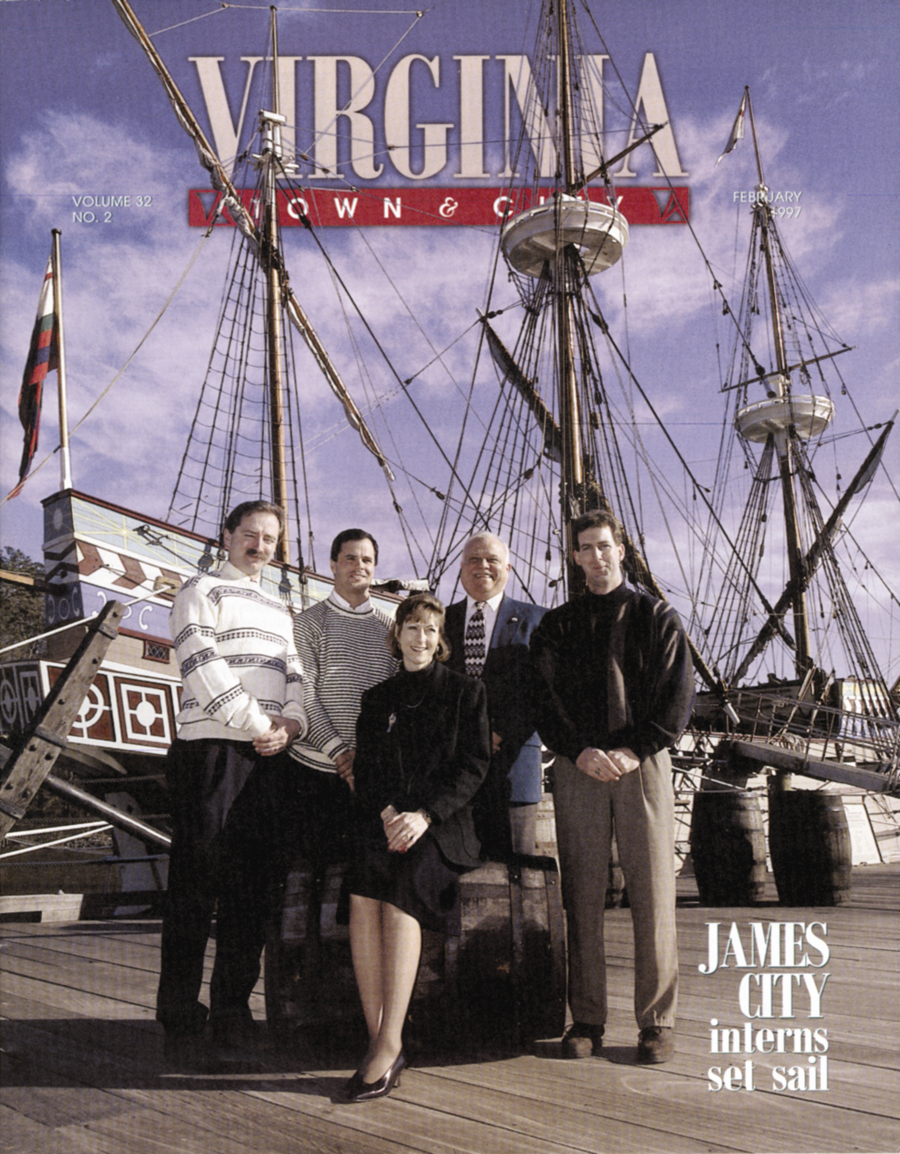 VIRGINIA
TOWN & CITY
VOLUME 32
NO. 2
FEBRUARY
1997
JAMES
CITY
interns
set sail